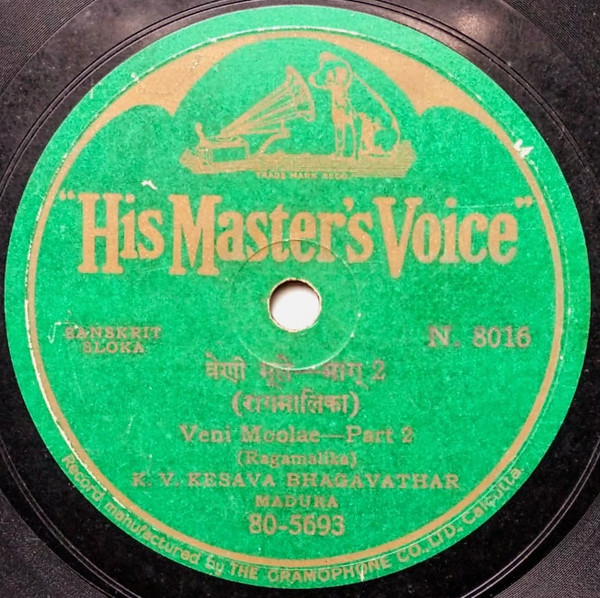 TRADE MARK REGD
"His Master's Voice"
SANSKRIT
SLOKA
N. 8016
वेणी मूले—भाग् 2
(रागमालिका)
Veni Moolae—Part 2
(Ragamalika)
K. V. KESAVA BHAGAVATHAR
MADURA
80-5693
Record manufactured by THE GRAMOPHONE CO., LTD. Calcutta.